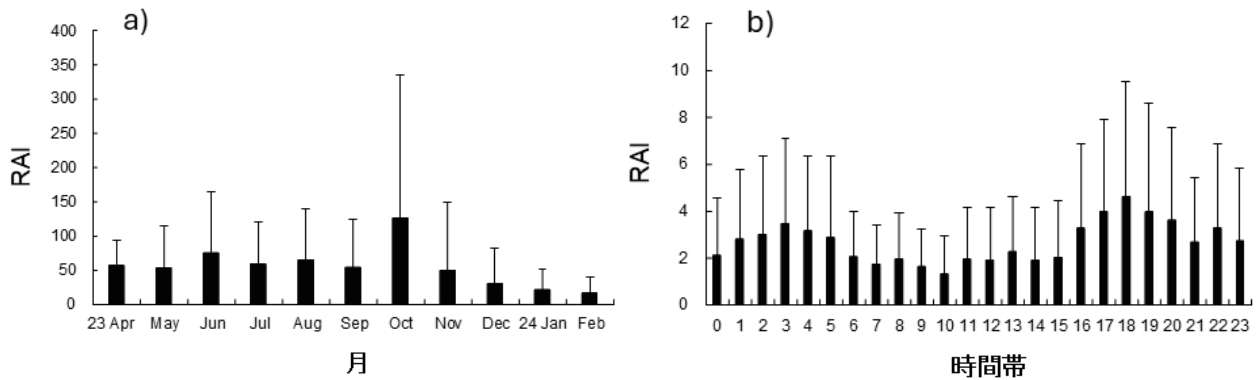 a)
400
350
300
250
200
150
100
50
0
RAI
23 Apr May Jun Jul Aug Sep Oct Nov Dec 24 Jan Feb
月
b)
12
10
8
6
4
2
0
RAI
0 1 2 3 4 5 6 7 8 9 10 11 12 13 14 15 16 17 18 19 20 21 22 23
時間帯